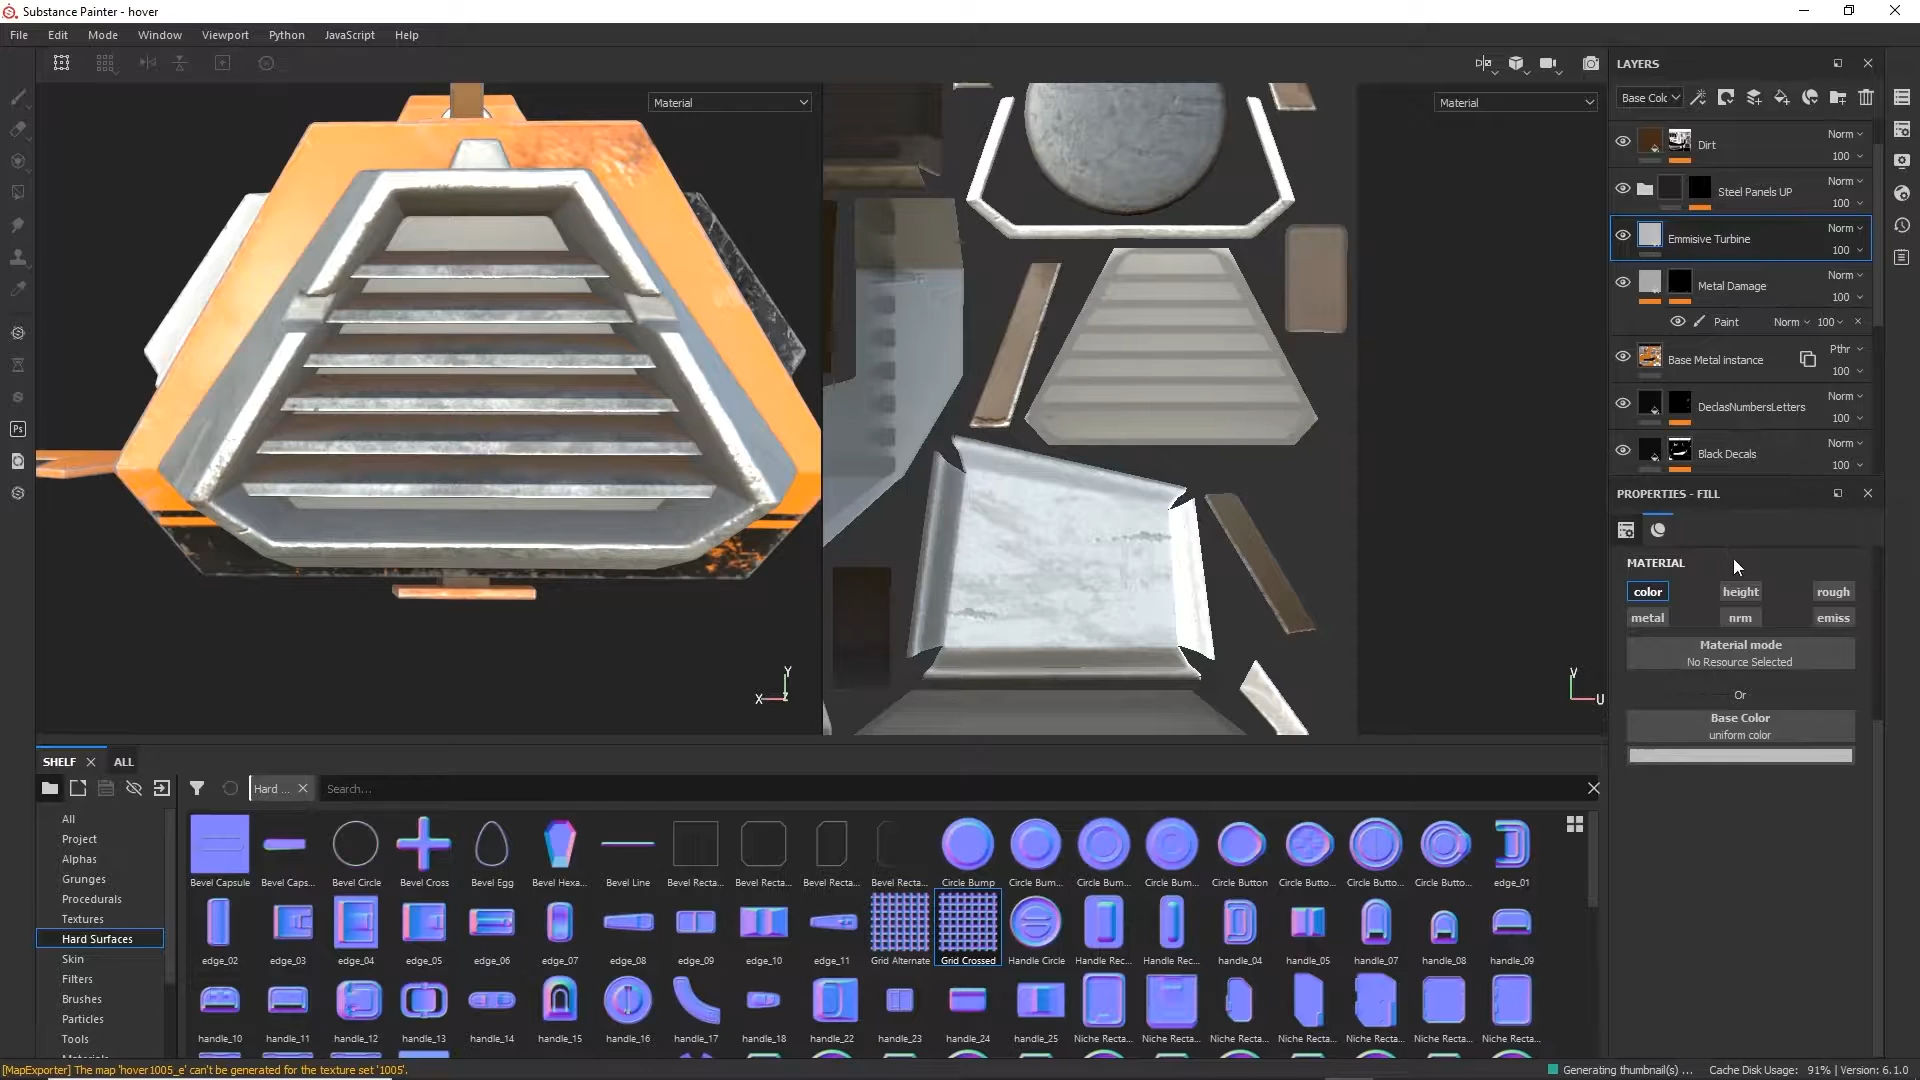 Substance Painter - hover
File Edit Mode Window Viewport Python JavaScript Help
Material
Material
X
Y
Z
V
U
LAYERS
Base Colc
Dirt
Norm
100
Steel Panels UP
Norm
100
Emmisive Turbine
Norm
100
Metal Damage
Norm
100
Paint Norm 100
Base Metal instance
Pthr
100
DeclasNumbersLetters
Norm
100
Black Decals
Norm
100
PROPERTIES - FILL
MATERIAL
color height rough
metal nrm emiss
Material mode
No Resource Selected
Or
Base Color
uniform color
Ps
SHELF ALL
Hard ... Search...
All
Project
Alphas
Grunges
Procedurals
Textures
Hard Surfaces
Skin
Filters
Brushes
Particles
Tools
Bevel Capsule Bevel Caps... Bevel Circle Bevel Cross Bevel Egg Bevel Hexa... Bevel Line Bevel Recta... Bevel Recta... Bevel Recta... Bevel Recta... Circle Bump Circle Bum... Circle Bum... Circle Bum... Circle Button Circle Butto... Circle Butto... Circle Butto... edge_01
edge_02 edge_03 edge_04 edge_05 edge_06 edge_07 edge_08 edge_09 edge_10 edge_11 Grid Alternate Grid Crossed Handle Circle Handle Rec... Handle Rec... handle_04 handle_05 handle_07 handle_08 handle_09
handle_10 handle_11 handle_12 handle_13 handle_14 handle_15 handle_16 handle_17 handle_18 handle_22 handle_23 handle_24 handle_25 Niche Recta... Niche Recta... Niche Recta... Niche Recta... Niche Recta... Niche Recta... Niche Recta...
[MapExporter] The map 'hover1005_e' can't be generated for the texture set '1005'.
Generating thumbnail(s) ... Cache Disk Usage: 91% | Version: 6.1.0